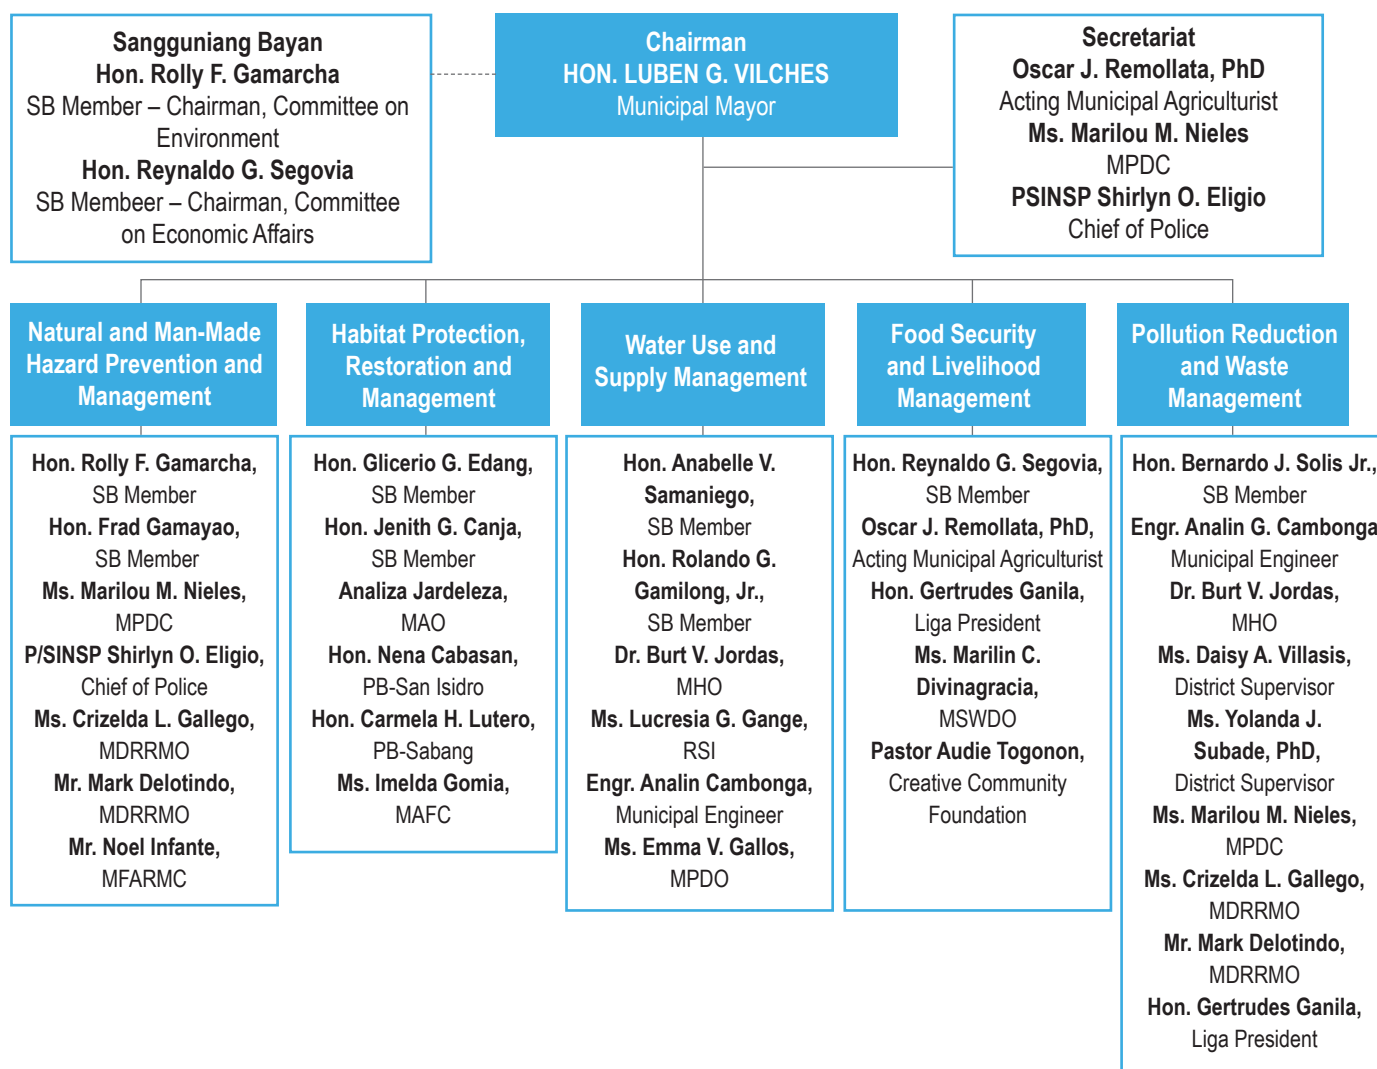 Sangguniang Bayan
Hon. Rolly F. Gamarcha
SB Member – Chairman, Committee on
Environment
Hon. Reynaldo G. Segovia
SB Membeer – Chairman, Committee
on Economic Affairs
Chairman
HON. LUBEN G. VILCHES
Municipal Mayor
Secretariat
Oscar J. Remollata, PhD
Acting Municipal Agriculturist
Ms. Marilou M. Nieles
MPDC
PSINSP Shirlyn O. Eligio
Chief of Police
Natural and Man-Made
Hazard Prevention and
Management
Hon. Rolly F. Gamarcha,
SB Member
Hon. Frad Gamayao,
SB Member
Ms. Marilou M. Nieles,
MPDC
P/SINSP Shirlyn O. Eligio,
Chief of Police
Ms. Crizelda L. Gallego,
MDRRMO
Mr. Mark Delotindo,
MDRRMO
Mr. Noel Infante,
MFARMC
Habitat Protection,
Restoration and
Management
Hon. Glicerio G. Edang,
SB Member
Hon. Jenith G. Canja,
SB Member
Analiza Jardeleza,
MAO
Hon. Nena Cabasan,
PB-San Isidro
Hon. Carmela H. Lutero,
PB-Sabang
Ms. Imelda Gomia,
MAFC
Water Use and
Supply Management
Hon. Anabelle V.
Samaniego,
SB Member
Hon. Rolando G.
Gamilong, Jr.,
SB Member
Dr. Burt V. Jordas,
MHO
Ms. Lucresia G. Gange,
RSI
Engr. Analin Cambonga,
Municipal Engineer
Ms. Emma V. Gallos,
MPDO
Food Security
and Livelihood
Management
Hon. Reynaldo G. Segovia,
SB Member
Oscar J. Remollata, PhD,
Acting Municipal Agriculturist
Hon. Gertrudes Ganila,
Liga President
Ms. Marilin C.
Divinagracia,
MSWDO
Pastor Audie Togonon,
Creative Community
Foundation
Pollution Reduction
and Waste
Management
Hon. Bernardo J. Solis Jr.,
SB Member
Engr. Analin G. Cambonga
Municipal Engineer
Dr. Burt V. Jordas,
MHO
Ms. Daisy A. Villasis,
District Supervisor
Ms. Yolanda J.
Subade, PhD,
District Supervisor
Ms. Marilou M. Nieles,
MPDC
Ms. Crizelda L. Gallego,
MDRRMO
Mr. Mark Delotindo,
MDRRMO
Hon. Gertrudes Ganila,
Liga President